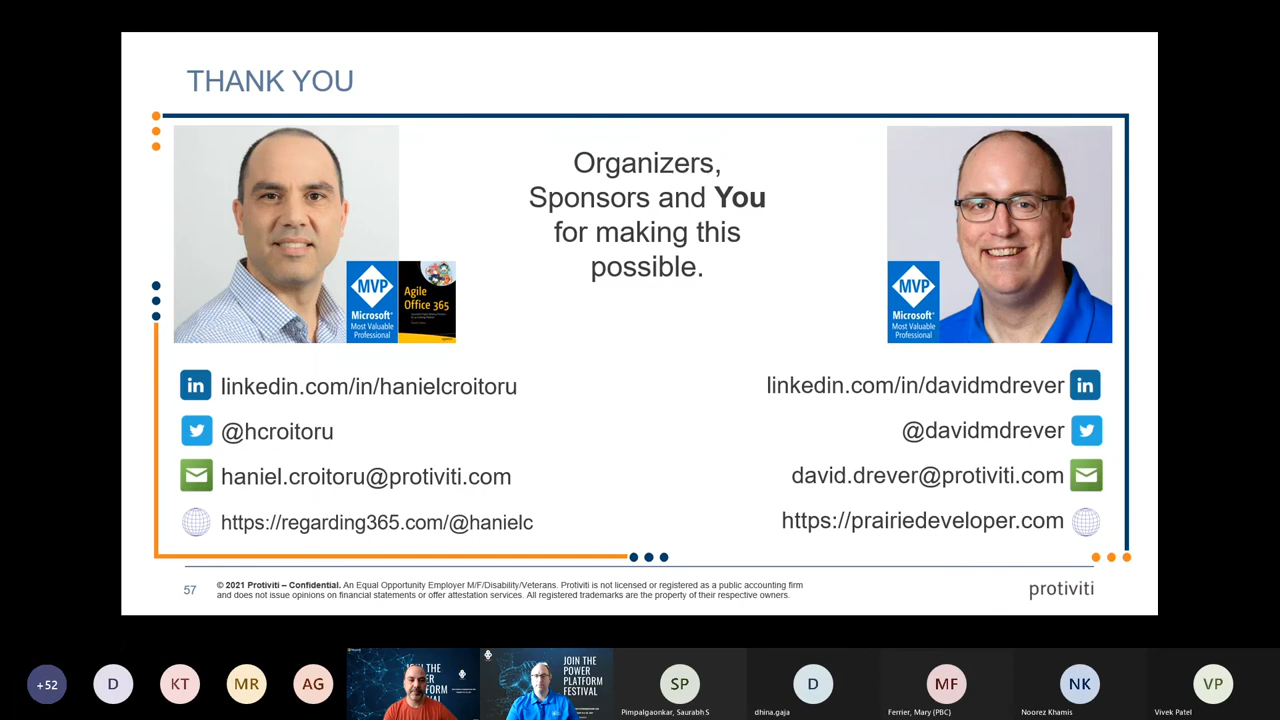 THANK YOU
Organizers,
Sponsors and You
for making this
possible.
MVP
Microsoft®
Most Valuable
Professional
Agile
Office 365
MVP
Microsoft®
Most Valuable
Professional
linkedin.com/in/hanielcroitoru
@hcroitoru
haniel.croitoru@protiviti.com
https://regarding365.com/@hanielc
linkedin.com/in/davidmdrever
@davidmdrever
david.drever@protiviti.com
https://prairiedeveloper.com
57
© 2021 Protiviti – Confidential. An Equal Opportunity Employer M/F/Disability/Veterans. Protiviti is not licensed or registered as a public accounting firm
and does not issue opinions on financial statements or offer attestation services. All registered trademarks are the property of their respective owners.
protiviti
+52
D
KT
MR
AG
JOIN THE
POWER
PLATFORM
FESTIVAL
SP
Pimpalgaonkar, Saurabh S
D
dhina.gaja
MF
Ferrier, Mary (PBC)
NK
Noorez Khamis
VP
Vivek Patel